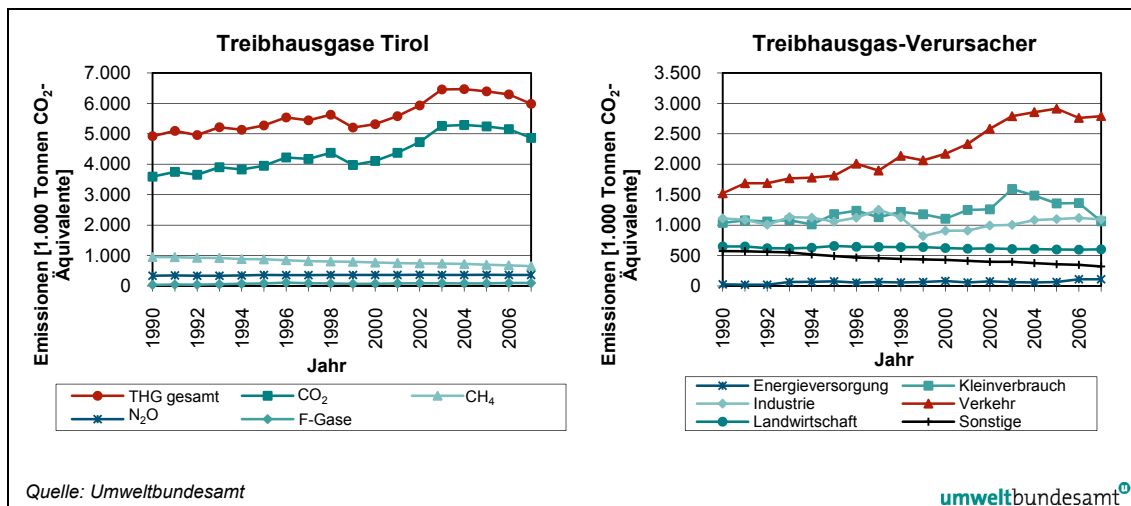 Treibhausgase Tirol
Emissionen [1.000 Tonnen CO₂-
Äquivalente]
7.000
6.000
5.000
4.000
3.000
2.000
1.000
0
1990
1992
1994
1996
1998
2000
2002
2004
2006
Jahr
THG gesamt
CO₂
CH₄
N₂O
F-Gase
Treibhausgas-Verursacher
Emissionen [1.000 Tonnen CO₂-
Äquivalente]
3.500
3.000
2.500
2.000
1.500
1.000
500
0
1990
1992
1994
1996
1998
2000
2002
2004
2006
Jahr
Energieversorgung
Kleinverbrauch
Industrie
Verkehr
Landwirtschaft
Sonstige
Quelle: Umweltbundesamt
umweltbundesamt